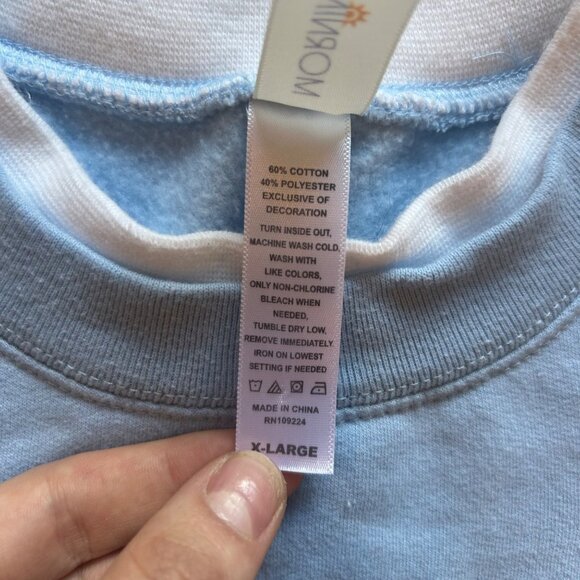 MORNIN
60% COTTON
40% POLYESTER
EXCLUSIVE OF
DECORATION
TURN INSIDE OUT,
MACHINE WASH COLD,
WASH WITH
LIKE COLORS,
ONLY NON-CHLORINE
BLEACH WHEN
NEEDED,
TUMBLE DRY LOW,
REMOVE IMMEDIATELY.
IRON ON LOWEST
SETTING IF NEEDED
MADE IN CHINA
RN109224
X-LARGE